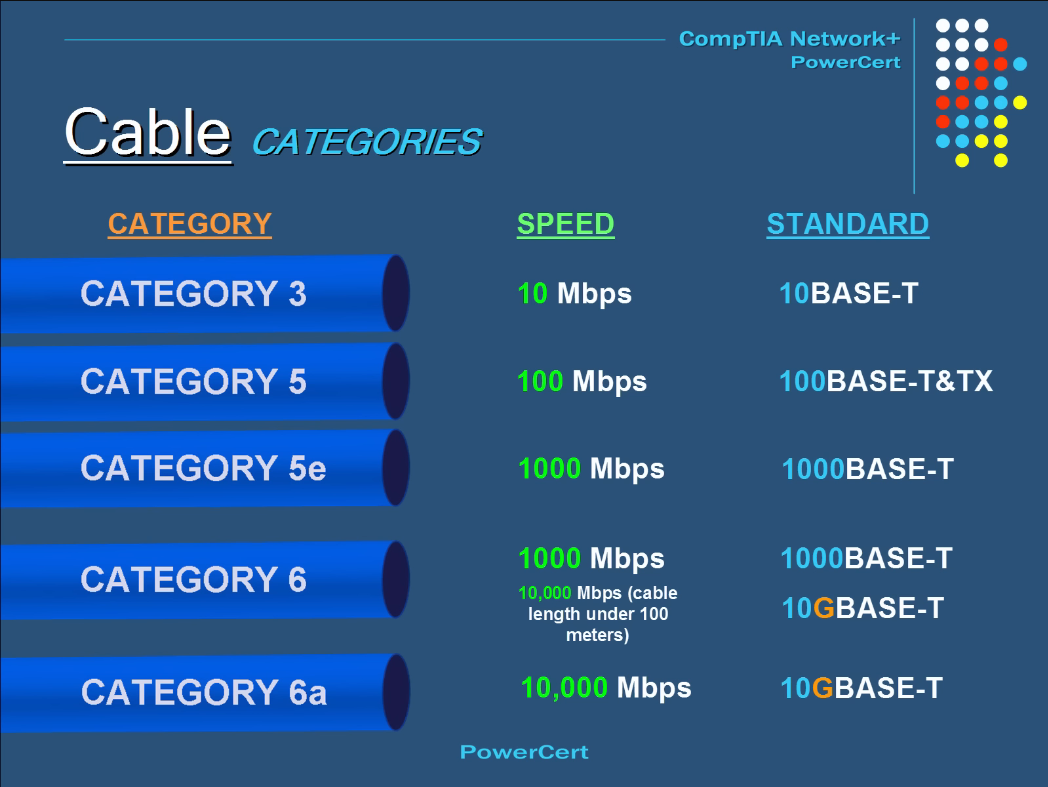 CompTIA Network+
PowerCert
Cable CATEGORIES
CATEGORY SPEED STANDARD
CATEGORY 3 10 Mbps 10BASE-T
CATEGORY 5 100 Mbps 100BASE-T&TX
CATEGORY 5e 1000 Mbps 1000BASE-T
CATEGORY 6 1000 Mbps 1000BASE-T
10,000 Mbps (cable
length under 100
meters)
10GBASE-T
CATEGORY 6a 10,000 Mbps 10GBASE-T
PowerCert